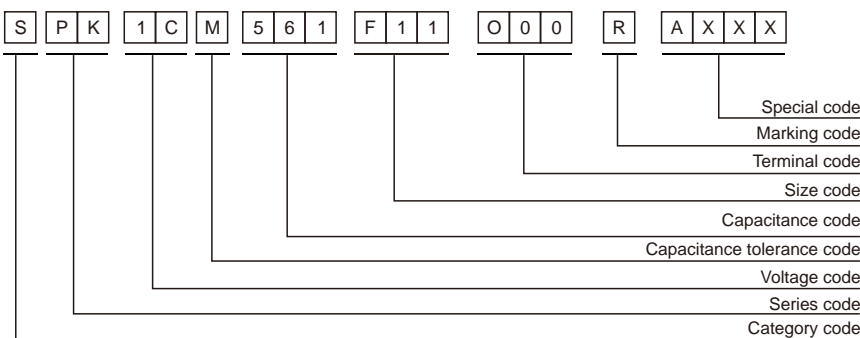 S P K 1 C M 5 6 1 F 1 1 O 0 0 R A X X X
Special code
Marking code
Terminal code
Size code
Capacitance code
Capacitance tolerance code
Voltage code
Series code
Category code